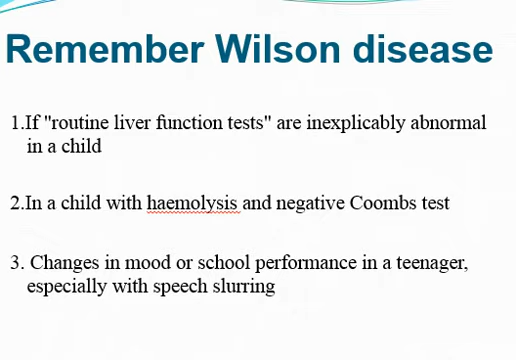 Remember Wilson disease
1.If "routine liver function tests" are inexplicably abnormal
in a child
2.In a child with haemolysis and negative Coombs test
3. Changes in mood or school performance in a teenager,
especially with speech slurring